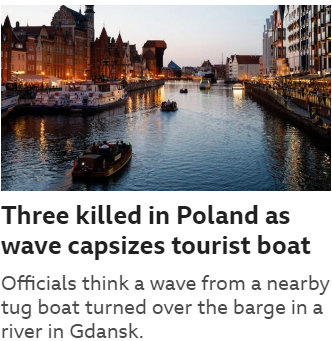 Three killed in Poland as
wave capsizes tourist boat
Officials think a wave from a nearby
tug boat turned over the barge in a
river in Gdansk.